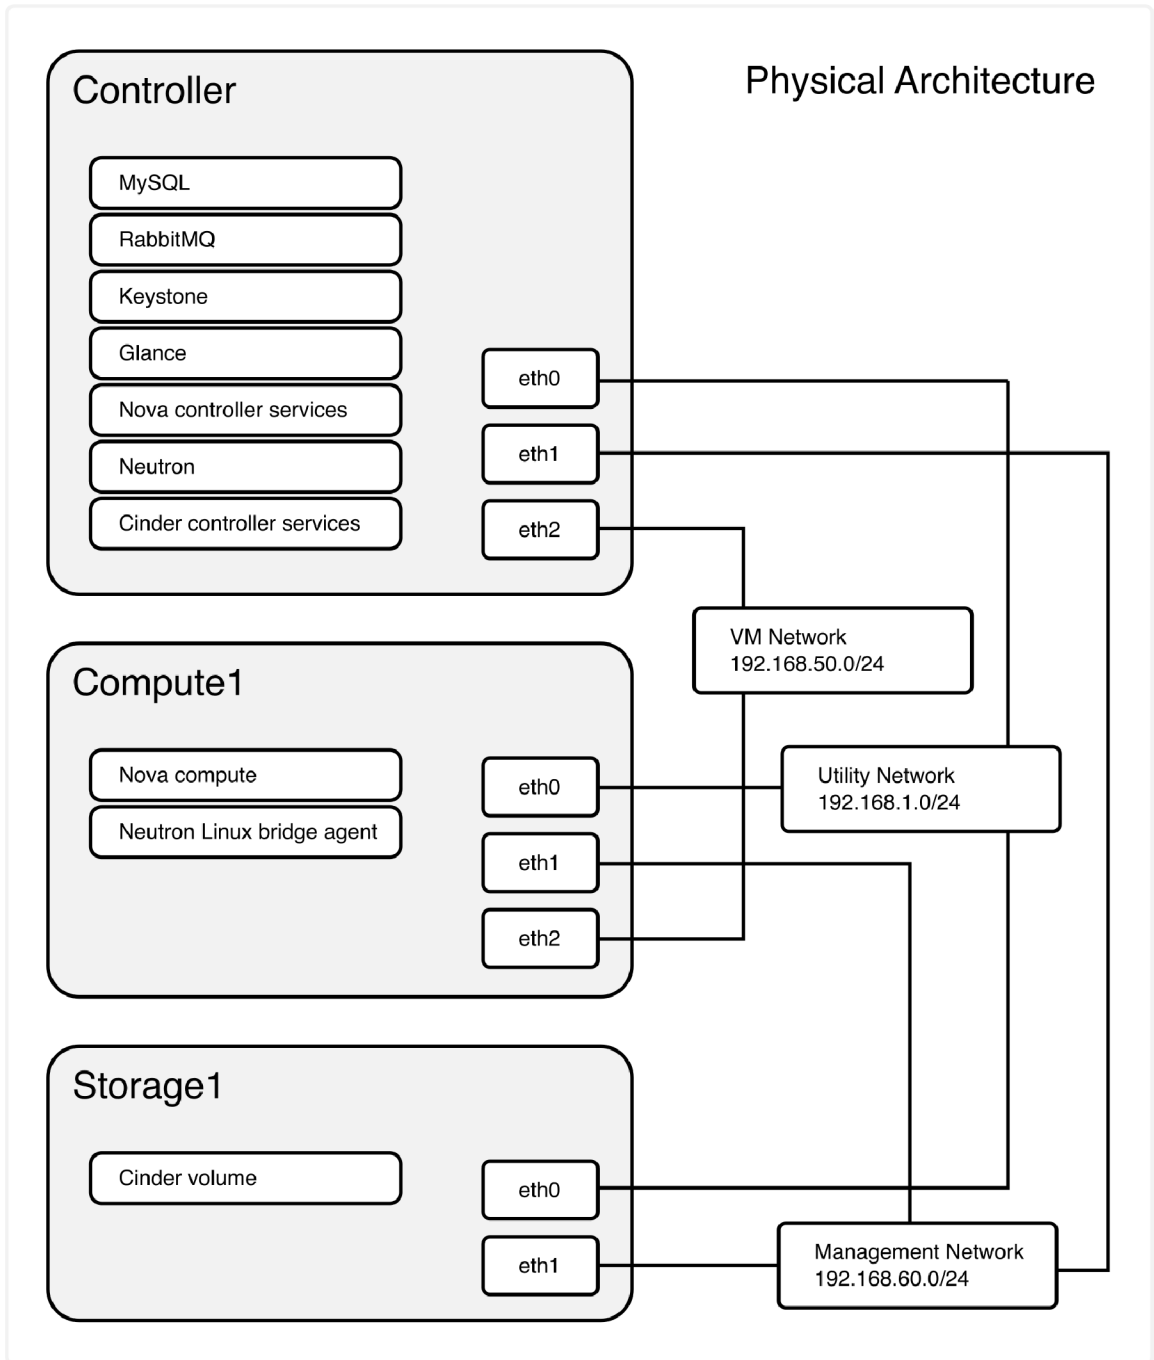 Physical Architecture
Controller
MySQL
RabbitMQ
Keystone
Glance
Nova controller services
Neutron
Cinder controller services
eth0
eth1
eth2
VM Network
192.168.50.0/24
Compute1
Nova compute
Neutron Linux bridge agent
eth0
eth1
eth2
Utility Network
192.168.1.0/24
Storage1
Cinder volume
eth0
eth1
Management Network
192.168.60.0/24